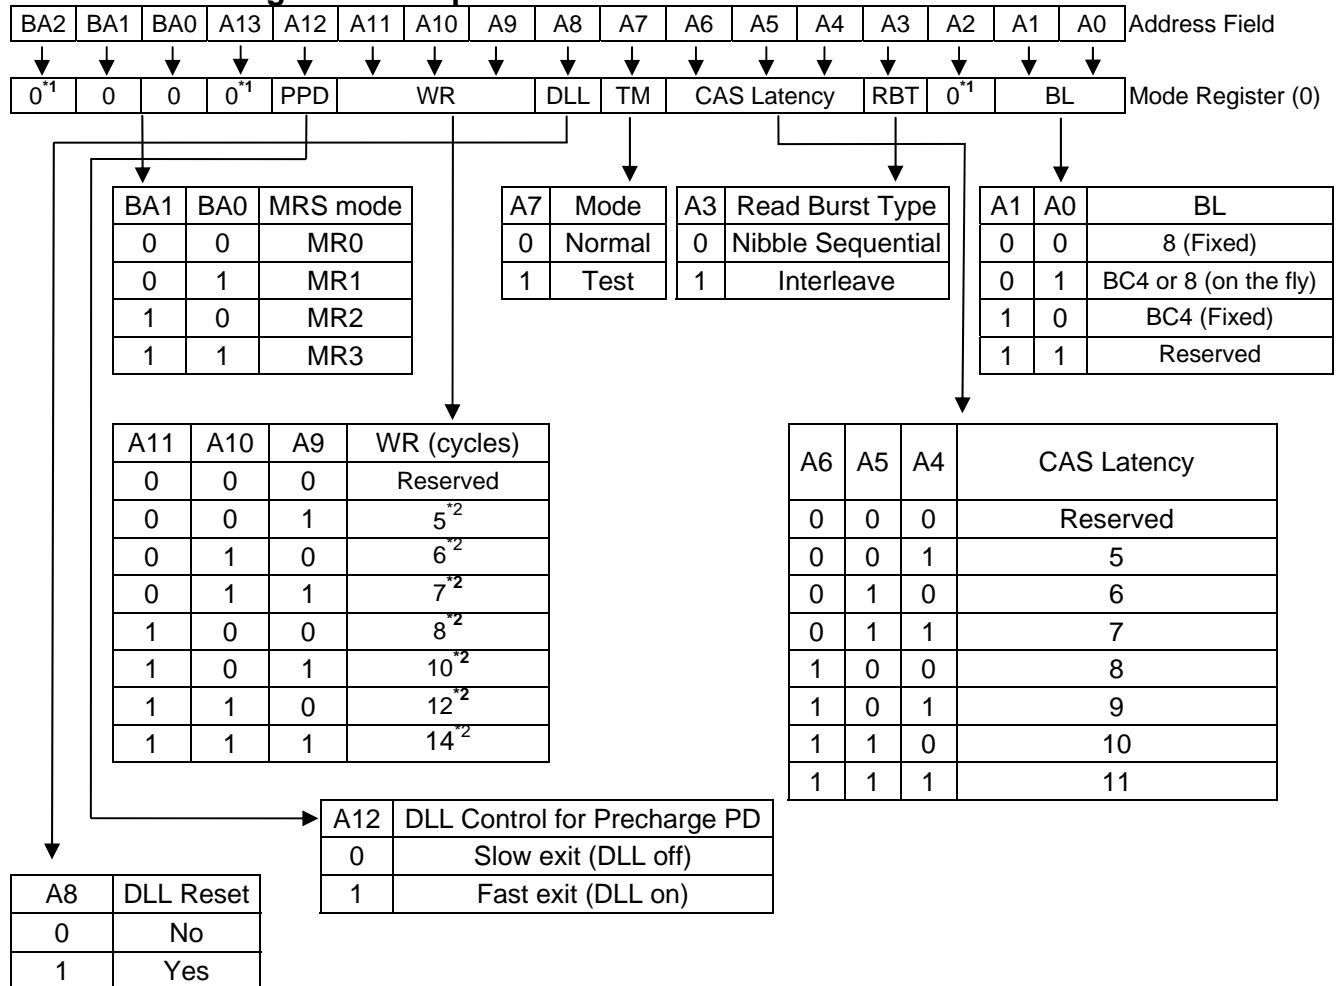 BA2 BA1 BA0 A13 A12 A11 A10 A9 A8 A7 A6 A5 A4 A3 A2 A1 A0 Address Field
0*1 0 0 0*1 PPD WR DLL TM CAS Latency RBT 0*1 BL Mode Register (0)
BA1 BA0 MRS mode
0 0 MR0
0 1 MR1
1 0 MR2
1 1 MR3
A7 Mode
0 Normal
1 Test
A3 Read Burst Type
0 Nibble Sequential
1 Interleave
A1 A0 BL
0 0 8 (Fixed)
0 1 BC4 or 8 (on the fly)
1 0 BC4 (Fixed)
1 1 Reserved
A11 A10 A9 WR (cycles)
0 0 0 Reserved
0 0 1 5*2
0 1 0 6*2
0 1 1 7*2
1 0 0 8*2
1 0 1 10*2
1 1 0 12*2
1 1 1 14*2
A6 A5 A4 CAS Latency
0 0 0 Reserved
0 0 1 5
0 1 0 6
0 1 1 7
1 0 0 8
1 0 1 9
1 1 0 10
1 1 1 11
A12 DLL Control for Precharge PD
0 Slow exit (DLL off)
1 Fast exit (DLL on)
A8 DLL Reset
0 No
1 Yes